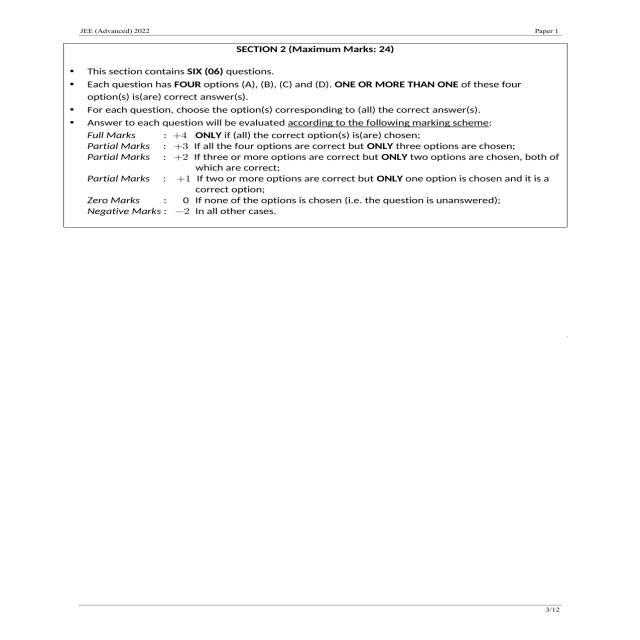 JEE (Advanced) 2022 Paper 1
SECTION 2 (Maximum Marks: 24)
• This section contains SIX (06) questions.
• Each question has FOUR options (A), (B), (C) and (D). ONE OR MORE THAN ONE of these four
option(s) is(are) correct answer(s).
• For each question, choose the option(s) corresponding to (all) the correct answer(s).
• Answer to each question will be evaluated according to the following marking scheme:
Full Marks : +4 ONLY if (all) the correct option(s) is(are) chosen;
Partial Marks : +3 If all the four options are correct but ONLY three options are chosen;
Partial Marks : +2 If three or more options are correct but ONLY two options are chosen, both of
which are correct;
Partial Marks : +1 If two or more options are correct but ONLY one option is chosen and it is a
correct option;
Zero Marks : 0 If none of the options is chosen (i.e. the question is unanswered);
Negative Marks : −2 In all other cases.
3/12